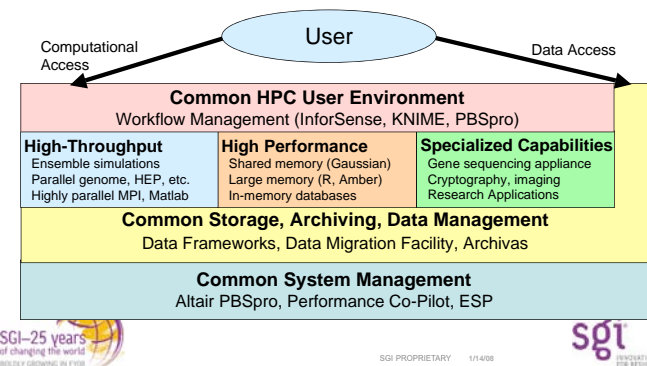 User
Computational
Access
Data Access
Common HPC User Environment
Workflow Management (InforSense, KNIME, PBSpro)
High-Throughput
Ensemble simulations
Parallel genome, HEP, etc.
Highly parallel MPI, Matlab
High Performance
Shared memory (Gaussian)
Large memory (R, Amber)
In-memory databases
Specialized Capabilities
Gene sequencing appliance
Cryptography, imaging
Research Applications
Common Storage, Archiving, Data Management
Data Frameworks, Data Migration Facility, Archivas
Common System Management
Altair PBSpro, Performance Co-Pilot, ESP
SGI–25 years
of changing the world
BOLDLY GROWING IN FY08
SGI PROPRIETARY 1/14/08
sgi